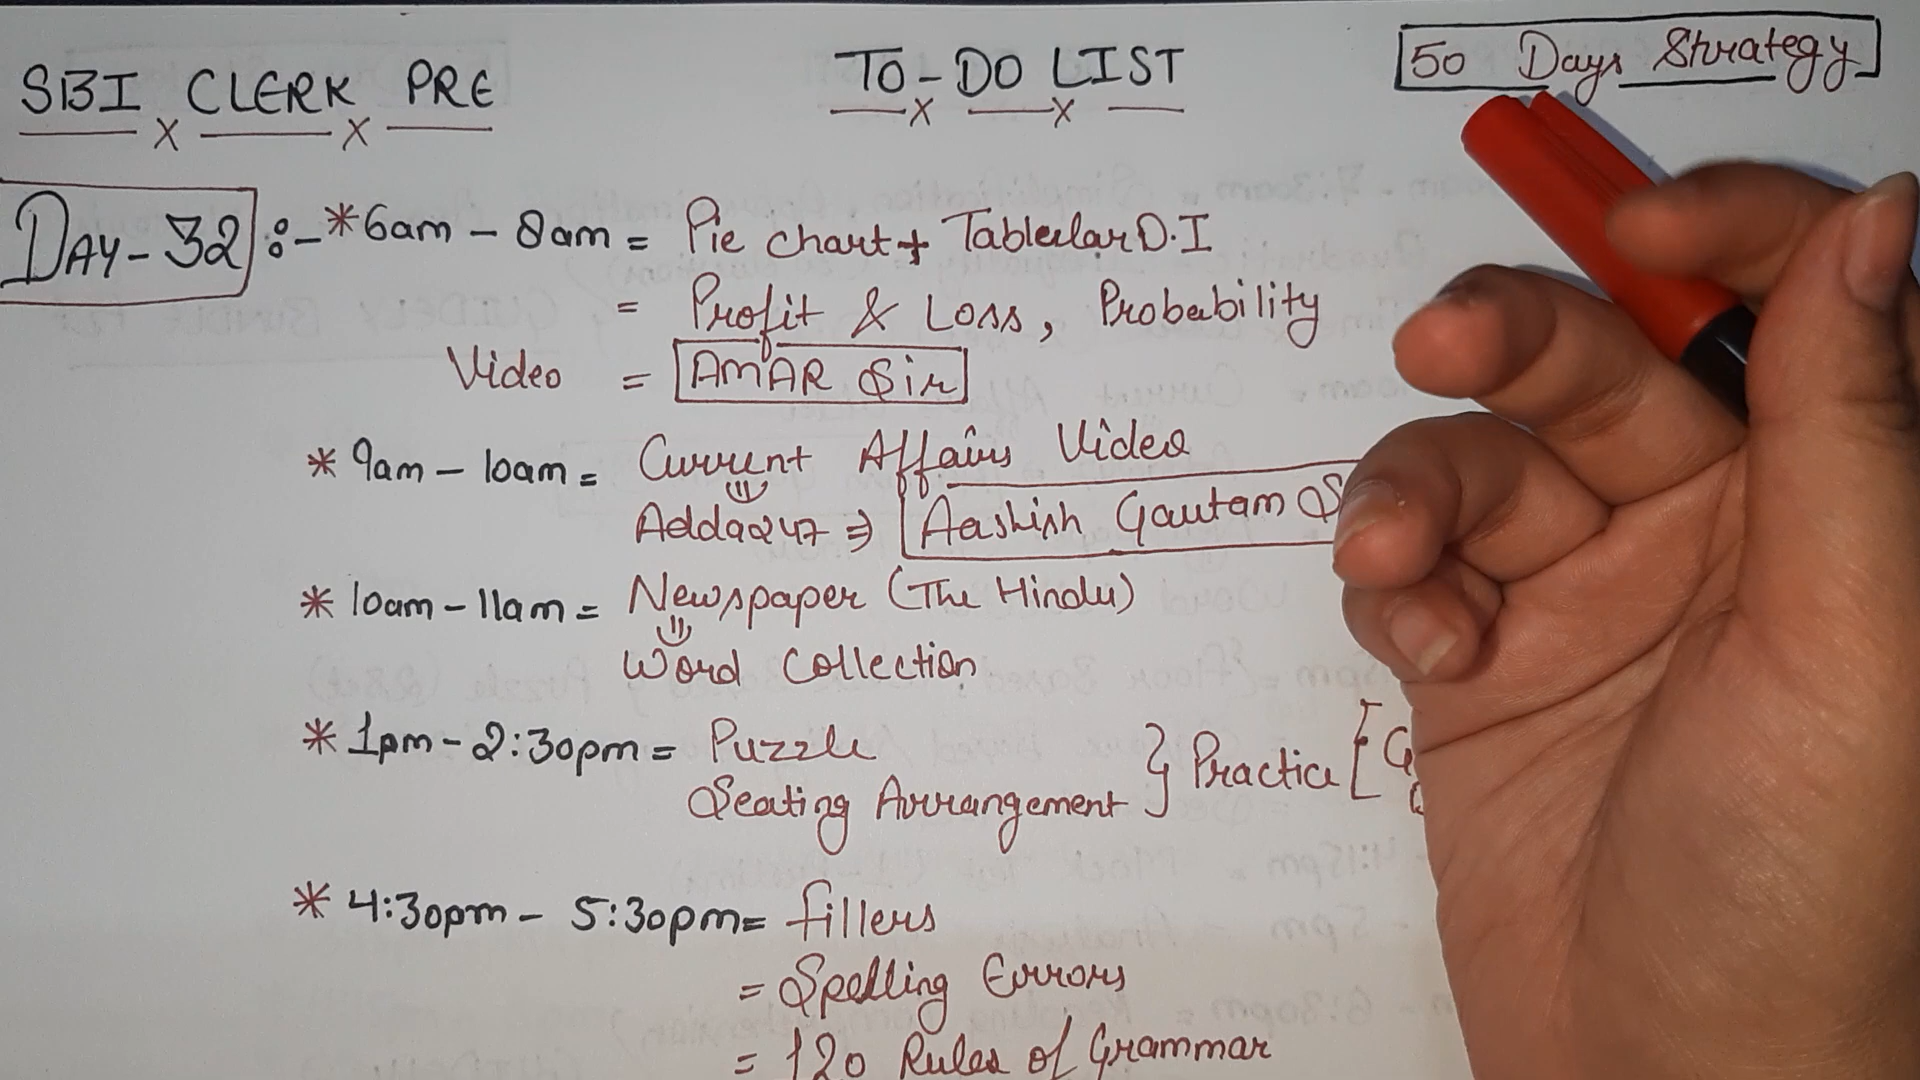 SBI CLERK PRE
TO-DO LIST
50 Days Strategy
DAY-32 :- *6am - 8am = Pie chart + Tabular D.I
= Profit & Loss, Probability
Video = AMAR Sir
* 9am - 10am = Current Affairs Video
Adda247 ⇒ Aashish Gautam S
* 10am - 11am = Newspaper (The Hindu)
Word Collection
* 1pm - 2:30pm = Puzzle
Seating Arrangement } Practice [
* 4:30pm - 5:30pm = fillers
= Spelling Errors
= 120 Rules of Grammar